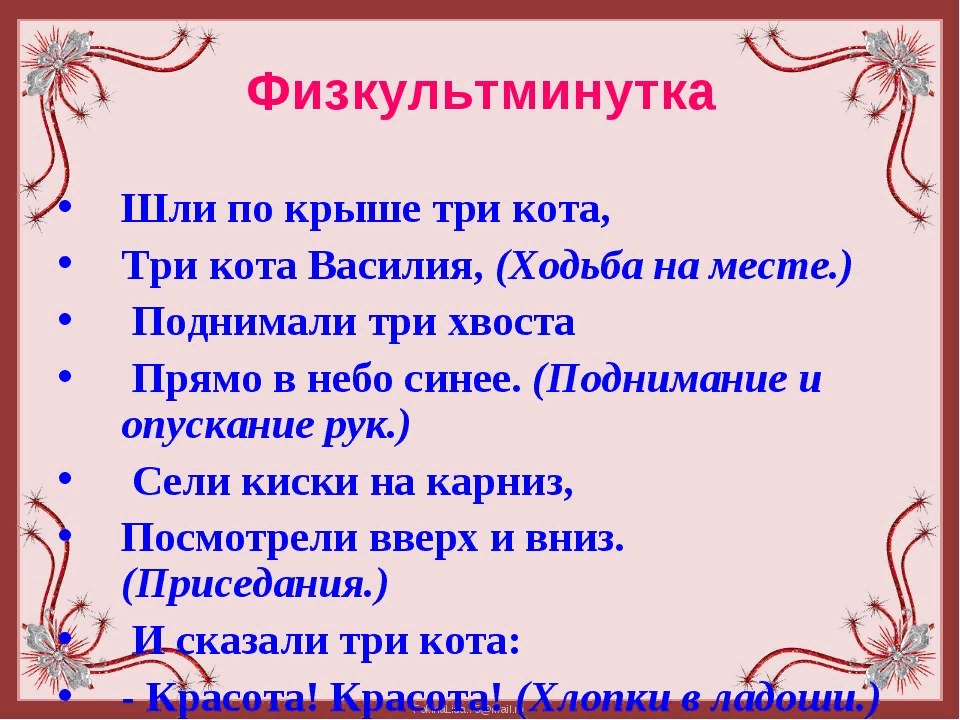 Физкультминутка
Шли по крыше три кота,
Три кота Василия, (Ходьба на месте.)
Поднимали три хвоста
Прямо в небо синее. (Поднимание и
опускание рук.)
Сели киски на карниз,
Посмотрели вверх и вниз.
(Приседания.)
И сказали три кота:
- Красота! Красота! (Хлопки в ладоши.)